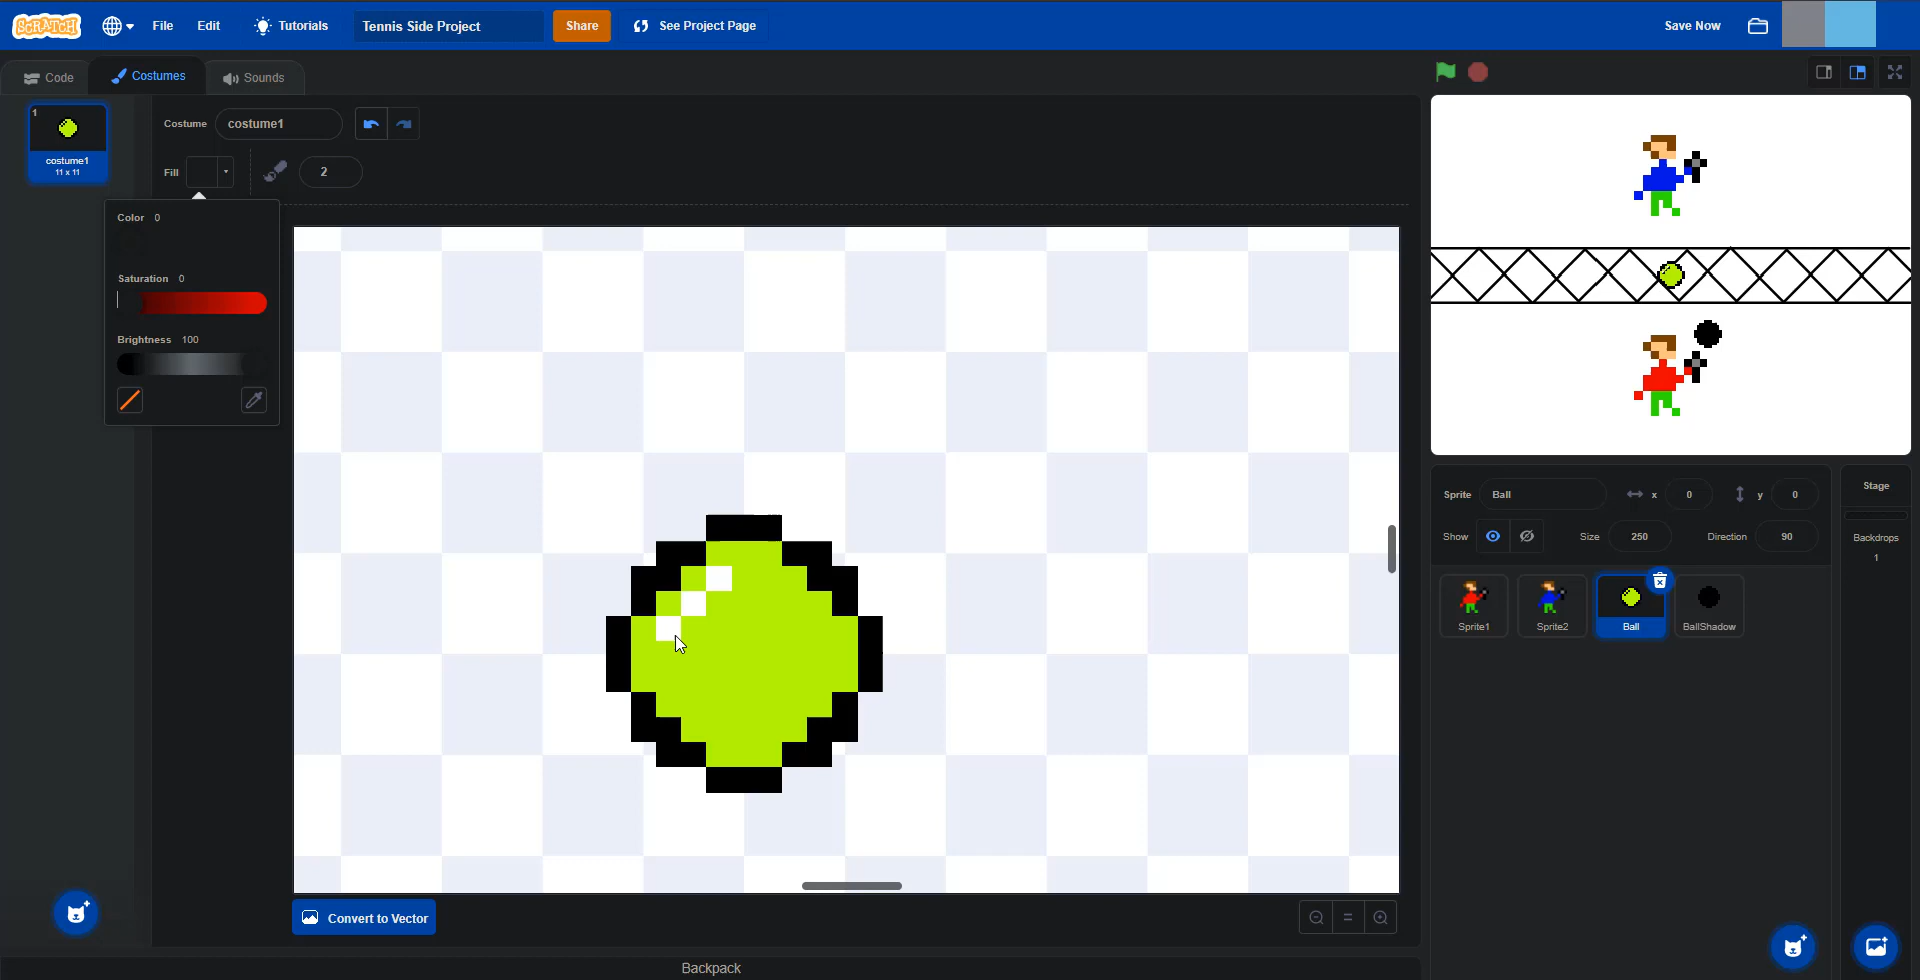 SCRATCH File Edit Tutorials Tennis Side Project Share See Project Page Save Now
Code Costumes Sounds
1
costume1
11 x 11
Costume costume1
Fill 2
Color 0
Saturation 0
Brightness 100
Convert to Vector
Backpack
Sprite Ball x 0 y 0
Show Size 250 Direction 90
Sprite1 Sprite2 Ball BallShadow
Stage
Backdrops
1